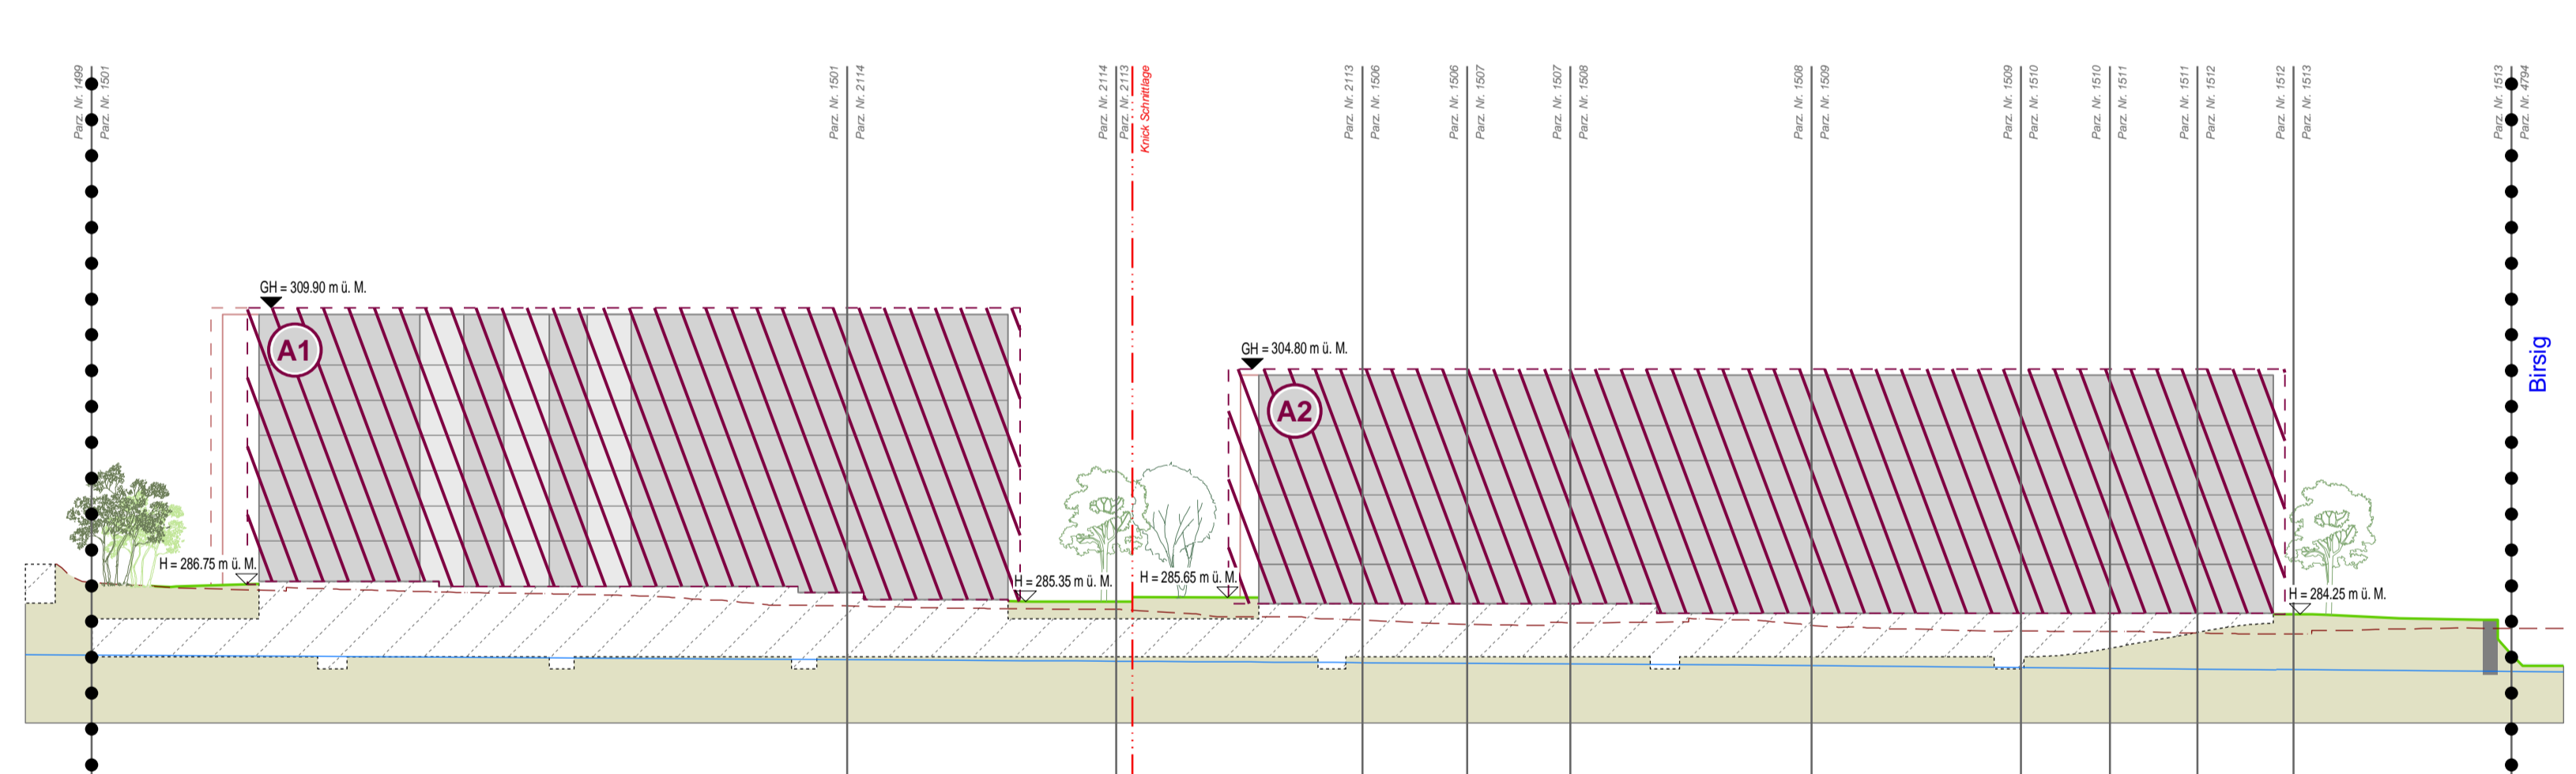 Parz. Nr. 1499
Parz. Nr. 1501
Parz. Nr. 1501
Parz. Nr. 2114
Parz. Nr. 2114
Parz. Nr. 2113
Knick Schnittlage
Parz. Nr. 2113
Parz. Nr. 1506
Parz. Nr. 1506
Parz. Nr. 1507
Parz. Nr. 1507
Parz. Nr. 1508
Parz. Nr. 1508
Parz. Nr. 1509
Parz. Nr. 1509
Parz. Nr. 1510
Parz. Nr. 1510
Parz. Nr. 1511
Parz. Nr. 1511
Parz. Nr. 1512
Parz. Nr. 1512
Parz. Nr. 1513
Parz. Nr. 1513
Parz. Nr. 4794
GH = 309.90 m ü. M.
A1
GH = 304.80 m ü. M.
A2
Birsig
H = 286.75 m ü. M.
H = 285.35 m ü. M.
H = 285.65 m ü. M.
H = 284.25 m ü. M.